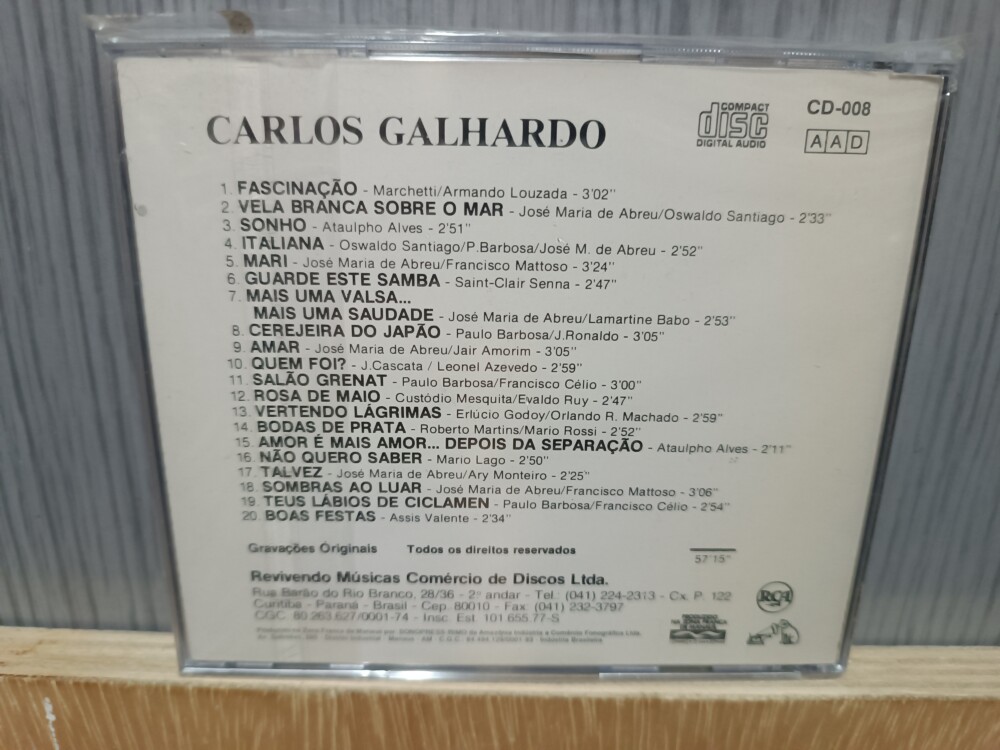 CARLOS GALHARDO
COMPACT
disc
DIGITAL AUDIO
CD-008
AAD
1. FASCINAÇÃO - Marchetti/Armando Louzada - 3'02"
2. VELA BRANCA SOBRE O MAR - José Maria de Abreu/Oswaldo Santiago - 2'33"
3. SONHO - Ataulpho Alves - 2'51"
4. ITALIANA - Oswaldo Santiago/P.Barbosa/José M. de Abreu - 2'52"
5. MARI - José Maria de Abreu/Francisco Mattoso - 3'24"
6. GUARDE ESTE SAMBA - Saint-Clair Senna - 2'47"
7. MAIS UMA VALSA...
MAIS UMA SAUDADE - José Maria de Abreu/Lamartine Babo - 2'53"
8. CEREJEIRA DO JAPÃO - Paulo Barbosa/J.Ronaldo - 3'05"
9. AMAR - José Maria de Abreu/Jair Amorim - 3'05"
10. QUEM FOI? - J.Cascata / Leonel Azevedo - 2'59"
11. SALÃO GRENAT - Paulo Barbosa/Francisco Célio - 3'00"
12. ROSA DE MAIO - Custódio Mesquita/Evaldo Ruy - 2'47"
13. VERTENDO LÁGRIMAS - Erlúcio Godoy/Orlando R. Machado - 2'59"
14. BODAS DE PRATA - Roberto Martins/Mario Rossi - 2'52"
15. AMOR É MAIS AMOR... DEPOIS DA SEPARAÇÃO - Ataulpho Alves - 2'11"
16. NÃO QUERO SABER - Mario Lago - 2'50"
17. TALVEZ - José Maria de Abreu/Ary Monteiro - 2'25"
18. SOMBRAS AO LUAR - José Maria de Abreu/Francisco Mattoso - 3'06"
19. TEUS LÁBIOS DE CICLAMEN - Paulo Barbosa/Francisco Célio - 2'54"
20. BOAS FESTAS - Assis Valente - 2'34"
Gravações Originais Todos os direitos reservados
57'15"
Revivendo Músicas Comércio de Discos Ltda.
Rua Barão do Rio Branco, 28/36 - 2º andar - Tel. (041) 224-2313 - Cx. P. 122
Curitiba - Paraná - Brasil - Cep. 80010 - Fax (041) 232-3797
CGC. 80.263.627/0001-74 - Insc. Est. 101.655.77-S
RCA